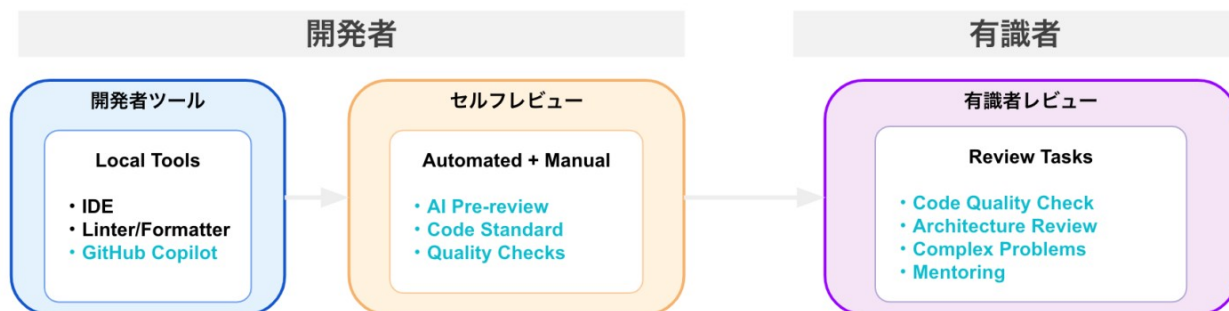 開発者
有識者
開発者ツール
Local Tools
・IDE
・Linter/Formatter
・GitHub Copilot
セルフレビュー
Automated + Manual
・AI Pre-review
・Code Standard
・Quality Checks
有識者レビュー
Review Tasks
・Code Quality Check
・Architecture Review
・Complex Problems
・Mentoring